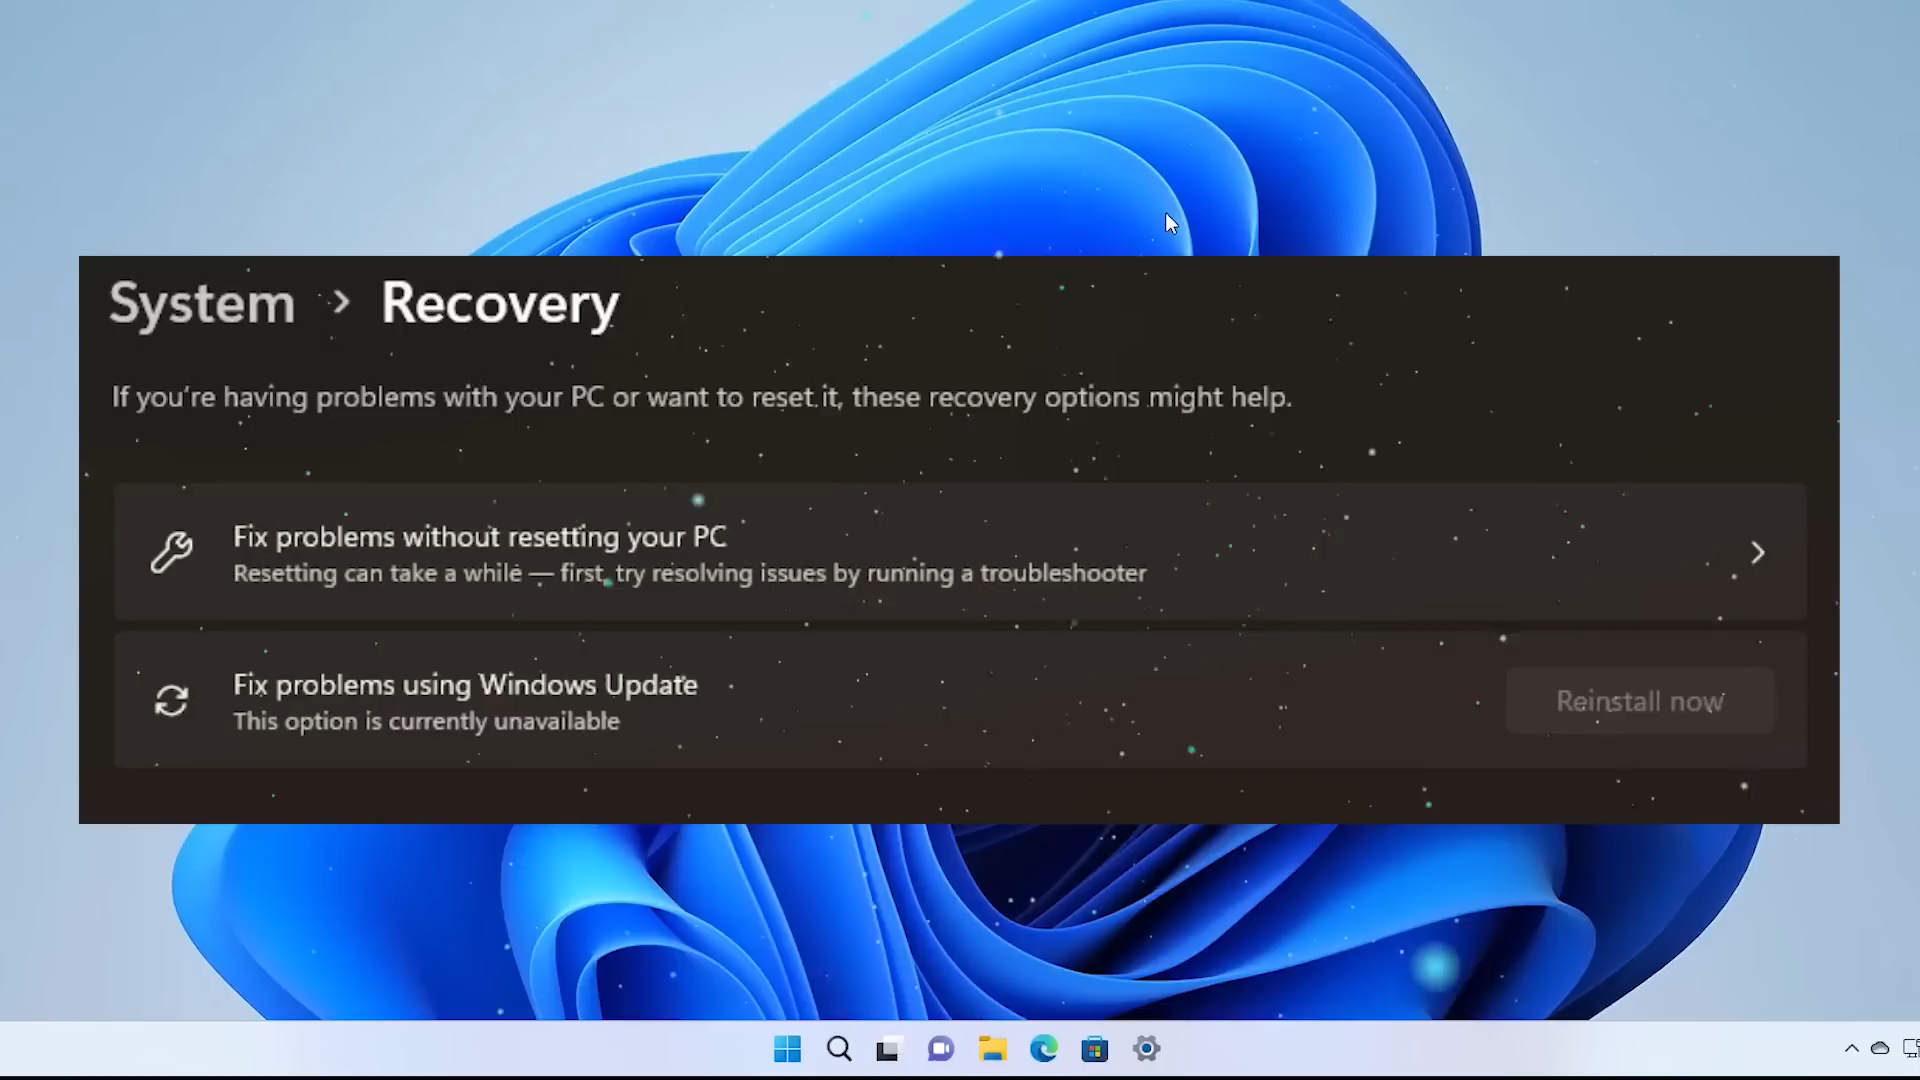 System > Recovery
If you're having problems with your PC or want to reset it, these recovery options might help.
Fix problems without resetting your PC
Resetting can take a while — first, try resolving issues by running a troubleshooter
Fix problems using Windows Update
This option is currently unavailable
Reinstall now